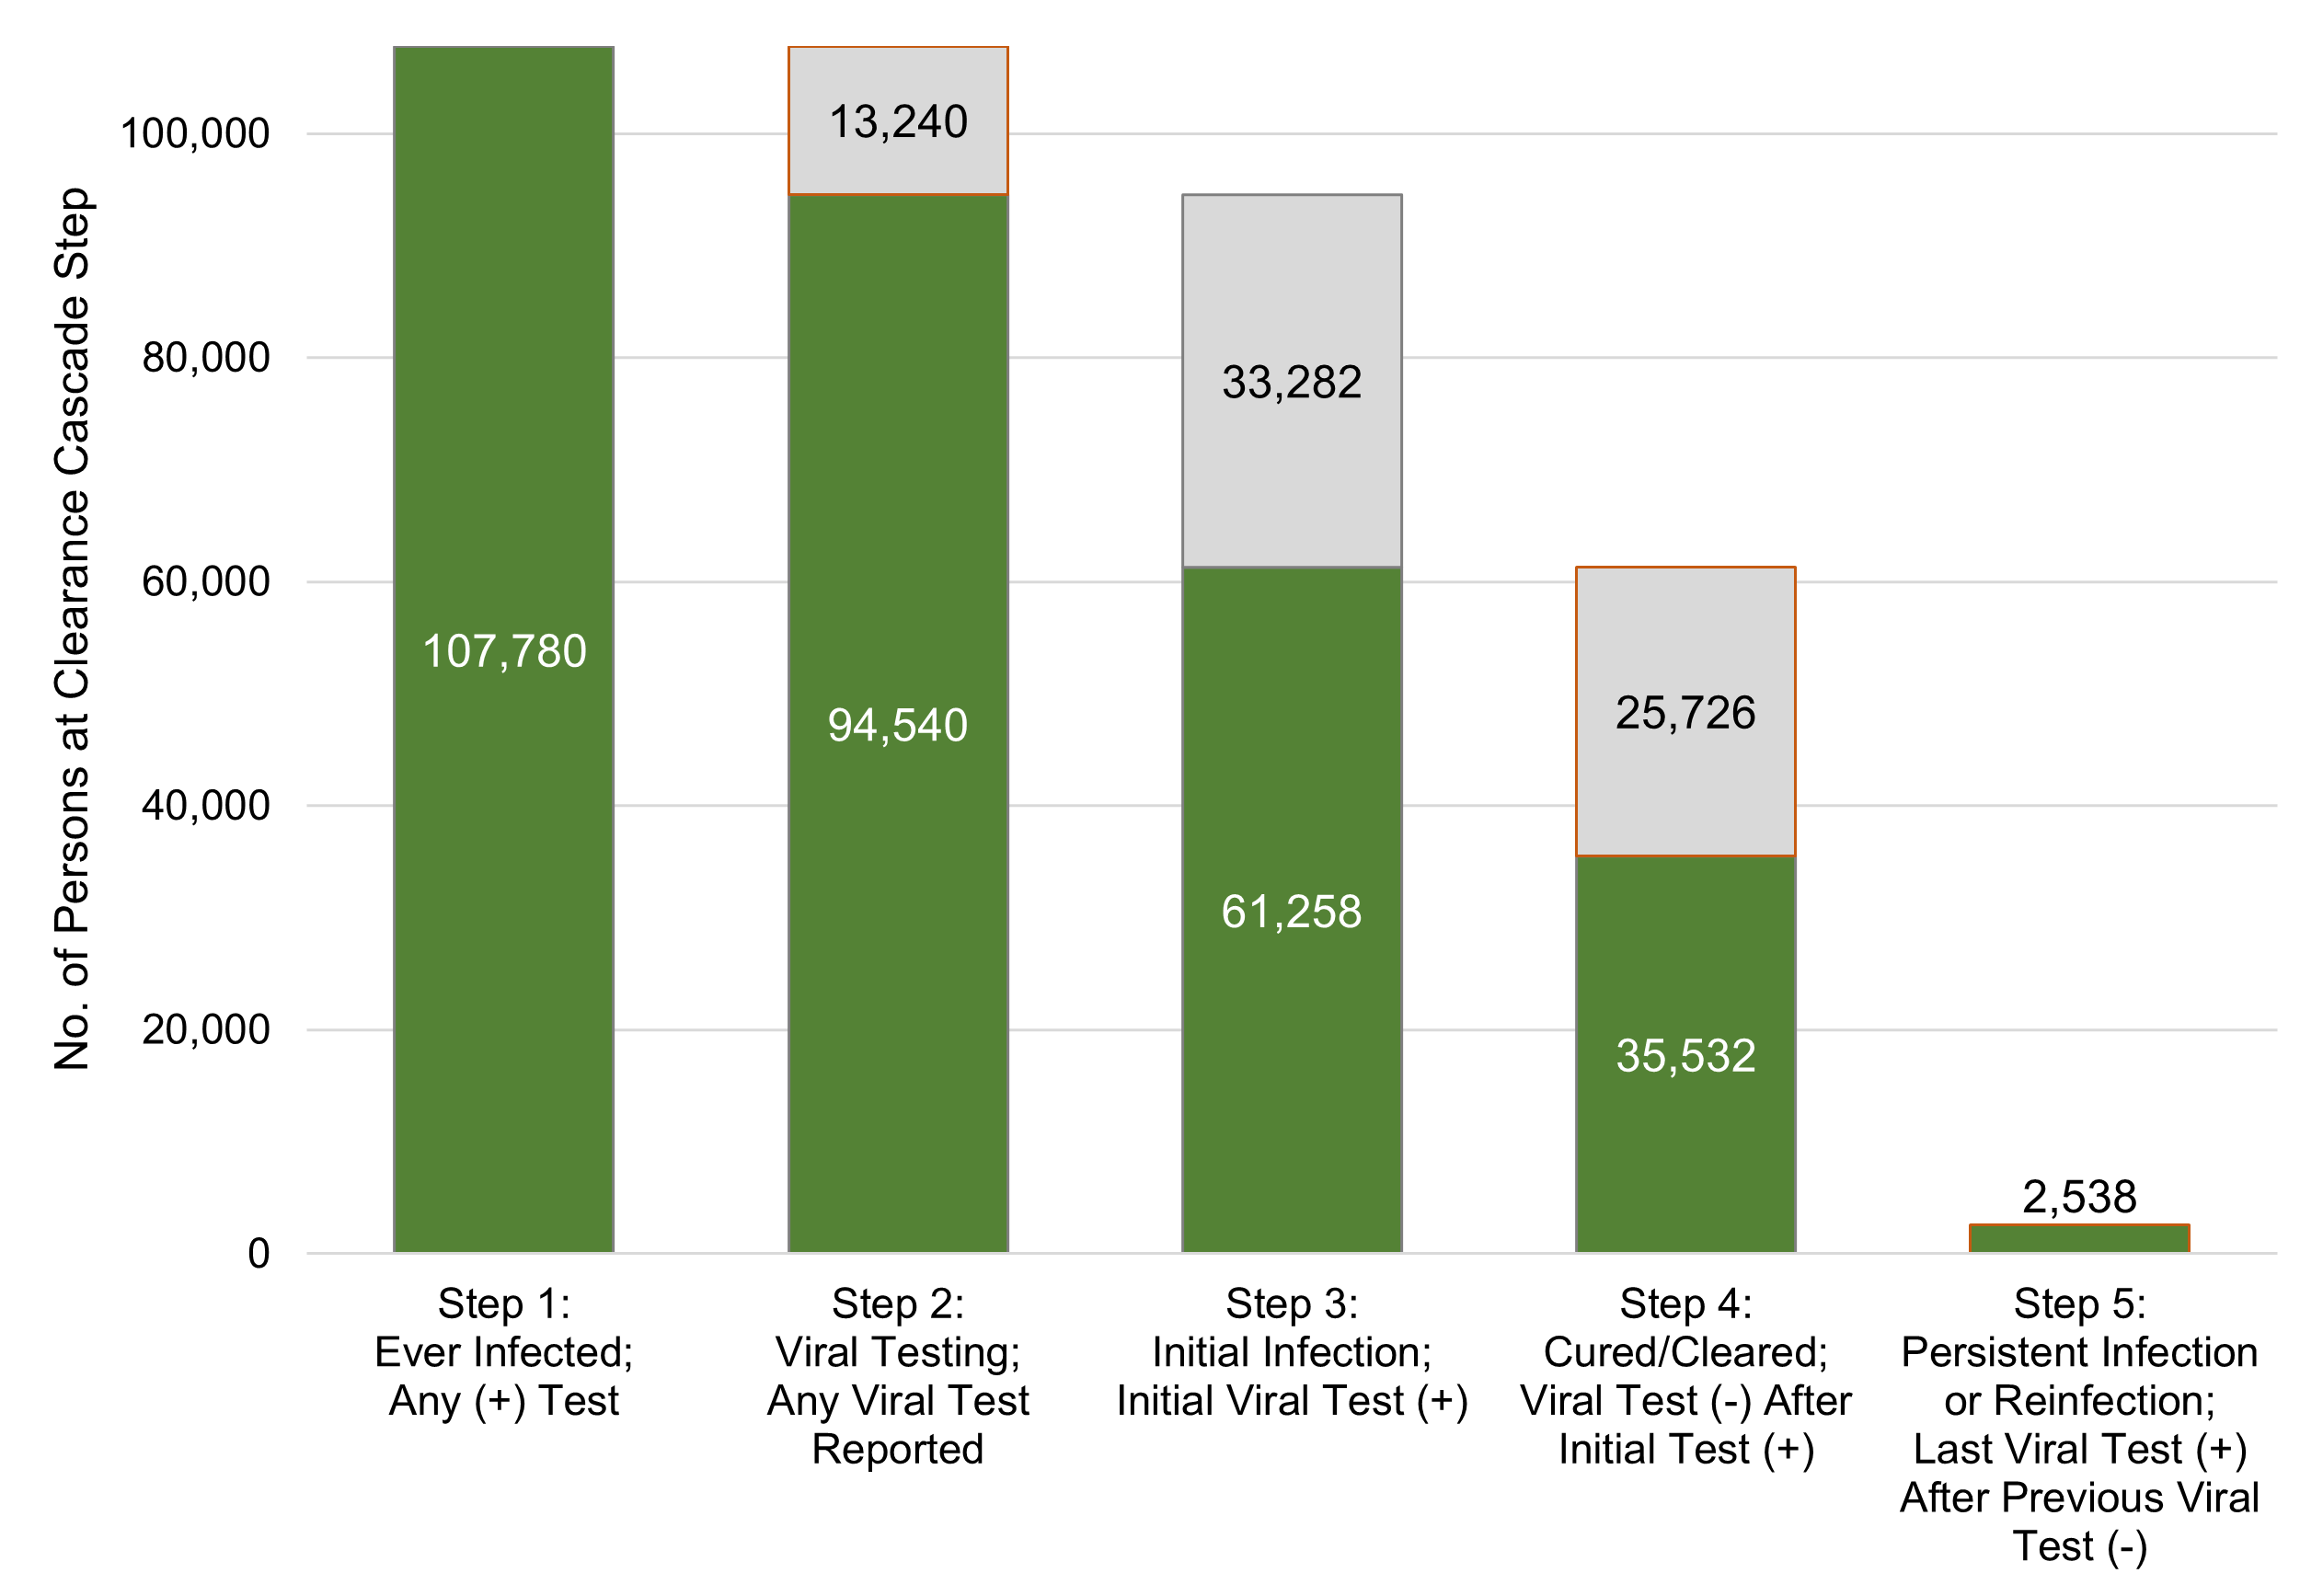 No. of Persons at Clearance Cascade Step
100,000
80,000
60,000
40,000
20,000
0
107,780
13,240
94,540
33,282
61,258
25,726
35,532
2,538
Step 1:
Ever Infected;
Any (+) Test
Step 2:
Viral Testing;
Any Viral Test
Reported
Step 3:
Initial Infection;
Initial Viral Test (+)
Step 4:
Cured/Cleared;
Viral Test (-) After
Initial Test (+)
Step 5:
Persistent Infection
or Reinfection;
Last Viral Test (+)
After Previous Viral
Test (-)